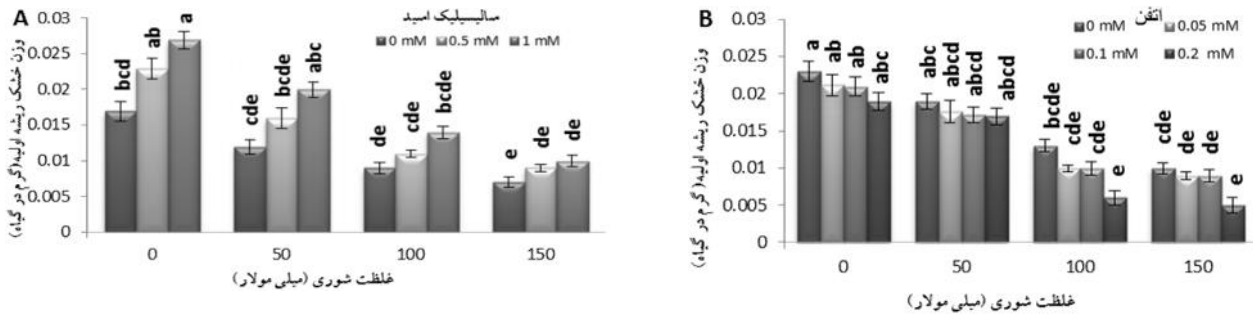 A
سالیسیلیک اسید
0 mM 0.5 mM 1 mM
وزن خشک ریشه اولیه(گرم در گیاه)
0.03
0.025
0.02
0.015
0.01
0.005
0
bcd ab a
cde bcde abc
de cde bcde
e de de
0 50 100 150
غلظت شوری (میلی مولار)
B
اتفن
0 mM 0.05 mM
0.1 mM 0.2 mM
وزن خشک ریشه اولیه( گرم در گیاه)
0.03
0.025
0.02
0.015
0.01
0.005
0
a ab ab abc
abc abcd abcd abcd
bcde cde cde e
cde de de e
0 50 100 150
غلظت شوری (میلی مولار)